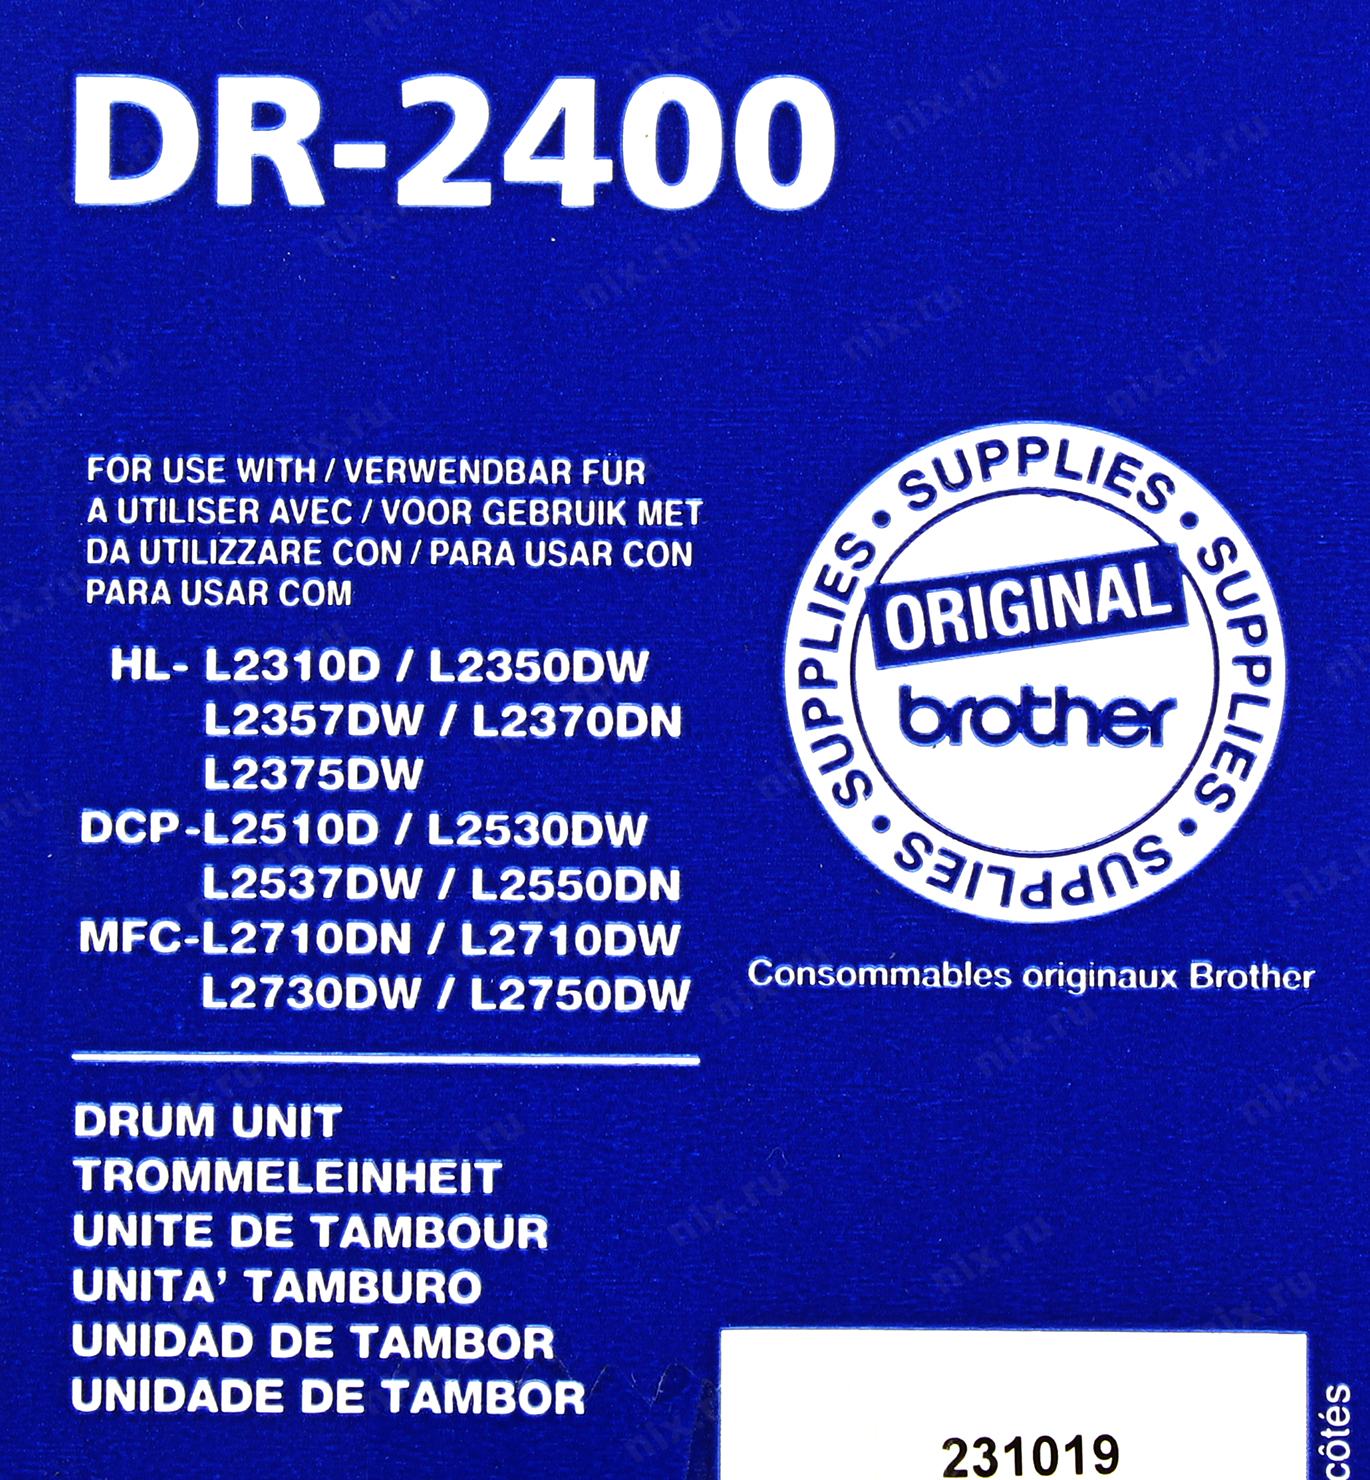 DR-2400
FOR USE WITH / VERWENDBAR FÜR
A UTILISER AVEC / VOOR GEBRUIK MET
DA UTILIZZARE CON / PARA USAR CON
PARA USAR COM
HL- L2310D / L2350DW
L2357DW / L2370DN
L2375DW
DCP-L2510D / L2530DW
L2537DW / L2550DN
MFC-L2710DN / L2710DW
L2730DW / L2750DW
SUPPLIES • SUPPLIES • SUPPLIES • SUPPLIES •
ORIGINAL
brother
Consommables originaux Brother
DRUM UNIT
TROMMELEINHEIT
UNITE DE TAMBOUR
UNITA' TAMBURO
UNIDAD DE TAMBOR
UNIDADE DE TAMBOR
231019
côtés
nix.ru